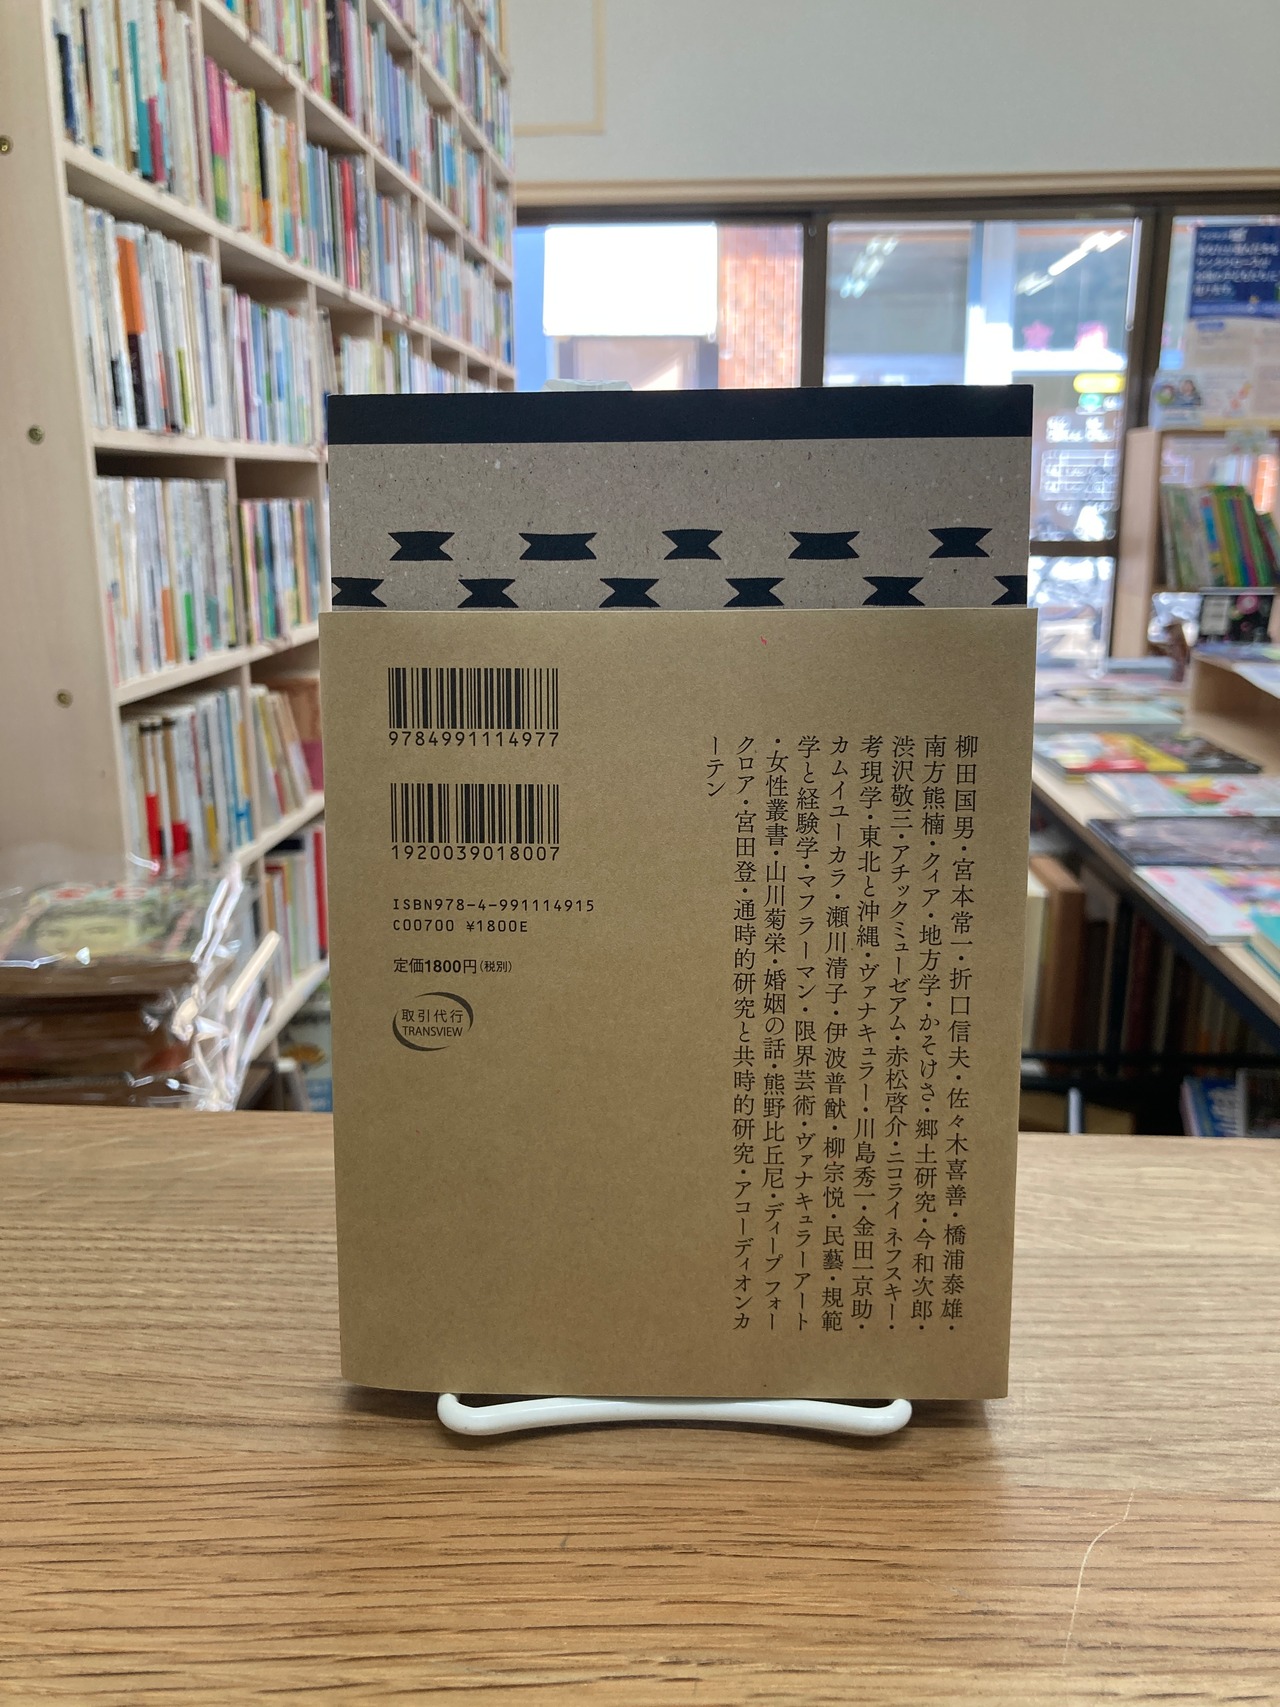 9784991114977
1920039018007
ISBN978-4-991114915
C00700 ¥1800E
定価1800円(税別)
取引代行
TRANSVIEW
柳田国男・宮本常一・折口信夫・佐々木喜善・橋浦泰雄・
南方熊楠・クィア・地方学・かそけさ・郷土研究・今和次郎・
渋沢敬三・アチックミューゼアム・赤松啓介・ニコライ ネフスキー・
考現学・東北と沖縄・ヴァナキュラー・川島秀一・金田一京助・
カムイユーカラ・瀬川清子・伊波普猷・柳宗悦・民藝・規範
学と経験学・マフラーマン・限界芸術・ヴァナキュラーアート
・女性叢書・山川菊栄・婚姻の話・熊野比丘尼・ディープ フォー
クロア・宮田登・通時的研究と共時的研究・アコーディオンカ
ーテン